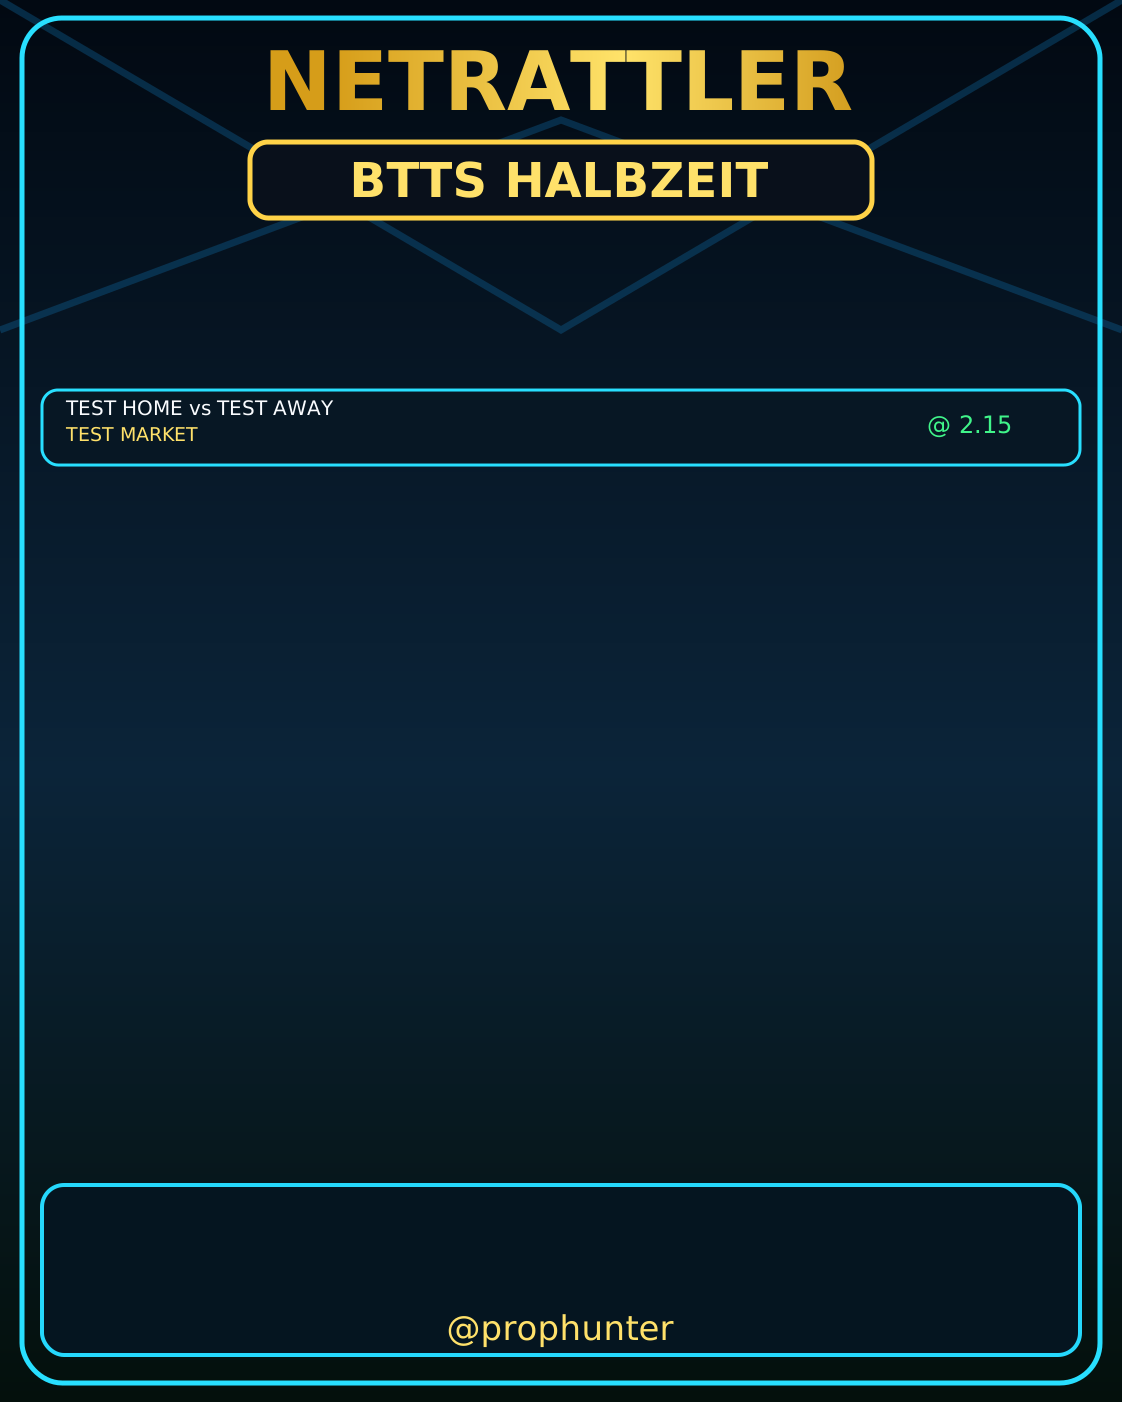 NETRATTLER
BTTS HALBZEIT
TEST HOME vs TEST AWAY
TEST MARKET
@ 2.15
@prophunter